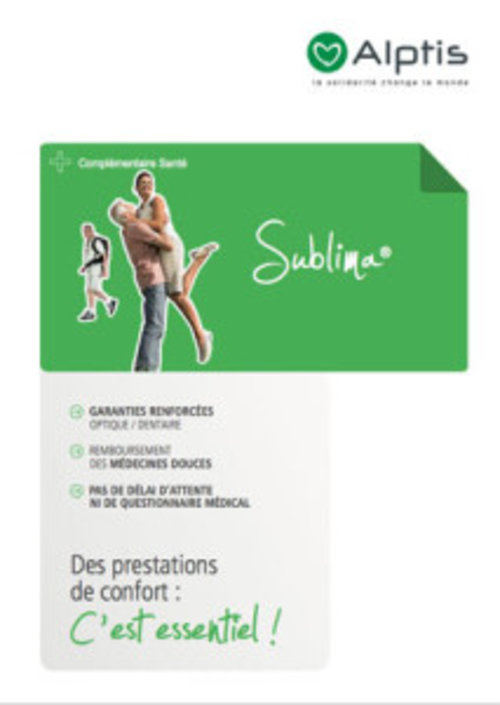 Alptis
la solidarité change le monde
Complémentaire Santé
Sublima®
GARANTIES RENFORCÉES
OPTIQUE / DENTAIRE
REMBOURSEMENT
DES MÉDECINES DOUCES
PAS DE DÉLAI D'ATTENTE
NI DE QUESTIONNAIRE MÉDICAL
Des prestations
de confort :
C'est essentiel !